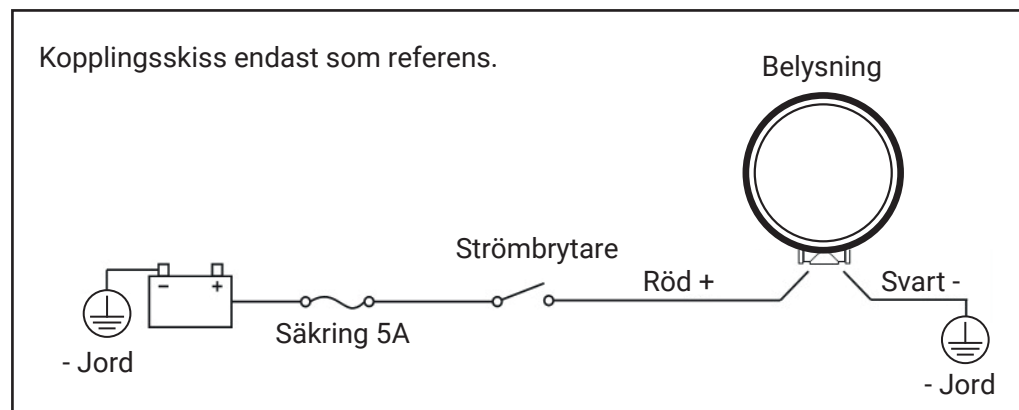 Kopplingsskiss endast som referens.
Belysning
Strömbrytare
Röd +
Svart -
- +
Säkring 5A
- Jord
- Jord